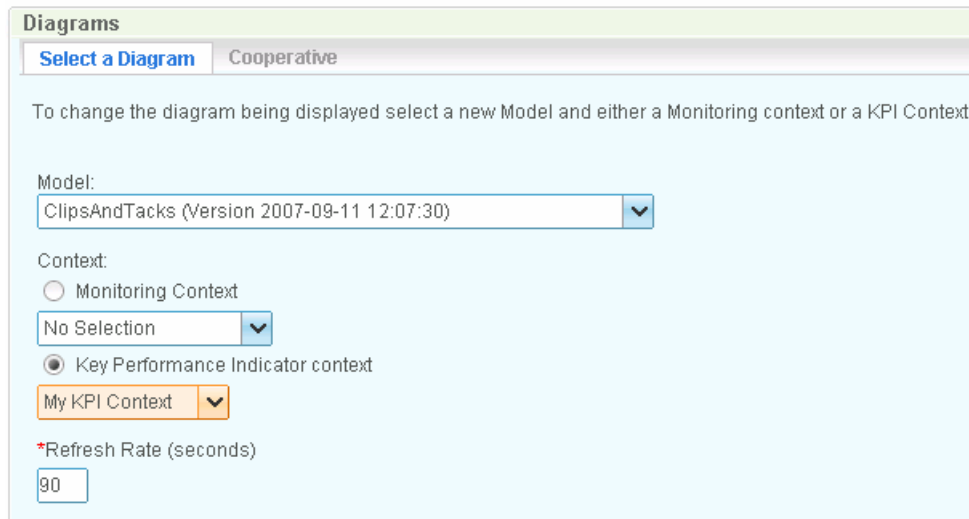 Diagrams
Select a Diagram Cooperative
To change the diagram being displayed select a new Model and either a Monitoring context or a KPI Context
Model:
ClipsAndTacks (Version 2007-09-11 12:07:30)
Context:
Monitoring Context
No Selection
Key Performance Indicator context
My KPI Context
*Refresh Rate (seconds)
90